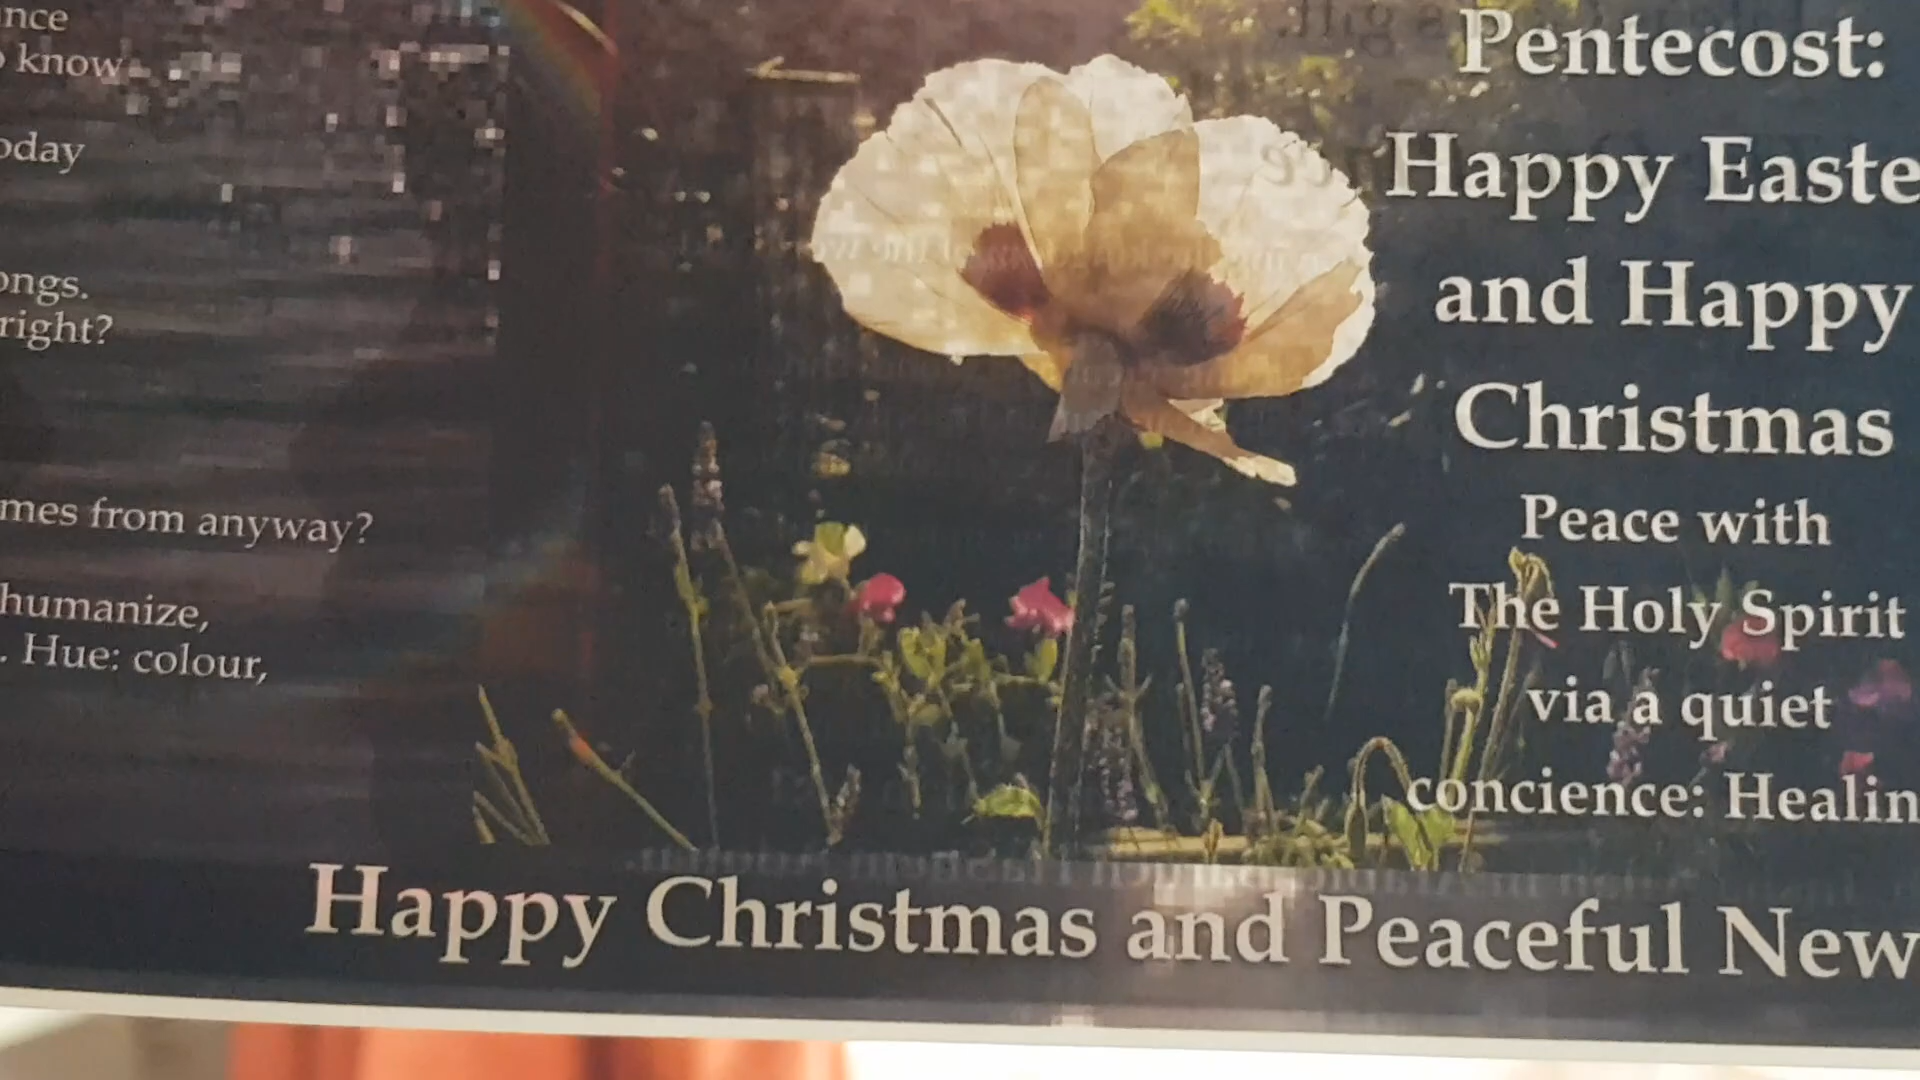 nce
know
oday
ongs.
right?
mes from anyway?
humanize,
. Hue: colour,
Pentecost:
Happy Easte
and Happy
Christmas
Peace with
The Holy Spirit
via a quiet
concience: Healin
Happy Christmas and Peaceful New